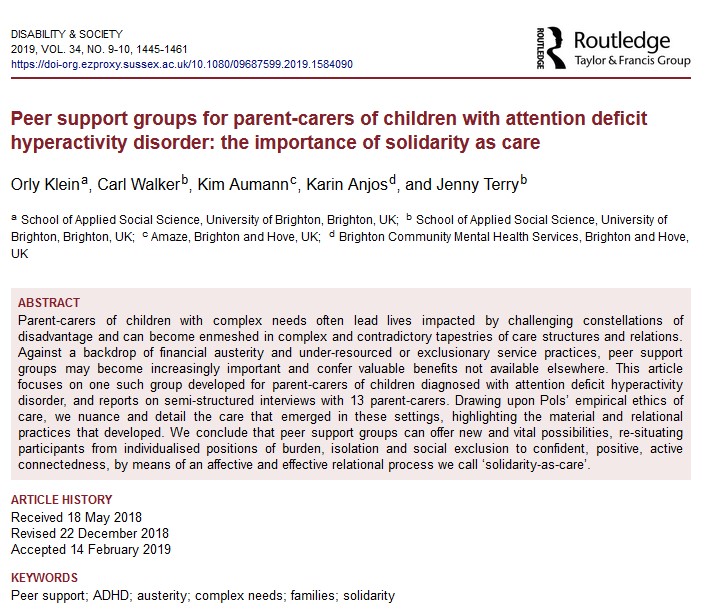 DISABILITY & SOCIETY
2019, VOL. 34, NO. 9-10, 1445-1461
https://doi-org.ezproxy.sussex.ac.uk/10.1080/09687599.2019.1584090
ROUTLEDGE
Routledge
Taylor & Francis Group
Peer support groups for parent-carers of children with attention deficit
hyperactivity disorder: the importance of solidarity as care
Orly Kleinᵃ, Carl Walkerᵇ, Kim Aumannᶜ, Karin Anjosᵈ, and Jenny Terryᵇ
ᵃ School of Applied Social Science, University of Brighton, Brighton, UK; ᵇ School of Applied Social Science, University of
Brighton, Brighton, UK; ᶜ Amaze, Brighton and Hove, UK; ᵈ Brighton Community Mental Health Services, Brighton and Hove,
UK
ABSTRACT
Parent-carers of children with complex needs often lead lives impacted by challenging constellations of
disadvantage and can become enmeshed in complex and contradictory tapestries of care structures and relations.
Against a backdrop of financial austerity and under-resourced or exclusionary service practices, peer support
groups may become increasingly important and confer valuable benefits not available elsewhere. This article
focuses on one such group developed for parent-carers of children diagnosed with attention deficit hyperactivity
disorder, and reports on semi-structured interviews with 13 parent-carers. Drawing upon Pols' empirical ethics of
care, we nuance and detail the care that emerged in these settings, highlighting the material and relational
practices that developed. We conclude that peer support groups can offer new and vital possibilities, re-situating
participants from individualised positions of burden, isolation and social exclusion to confident, positive, active
connectedness, by means of an affective and effective relational process we call 'solidarity-as-care'.
ARTICLE HISTORY
Received 18 May 2018
Revised 22 December 2018
Accepted 14 February 2019
KEYWORDS
Peer support; ADHD; austerity; complex needs; families; solidarity